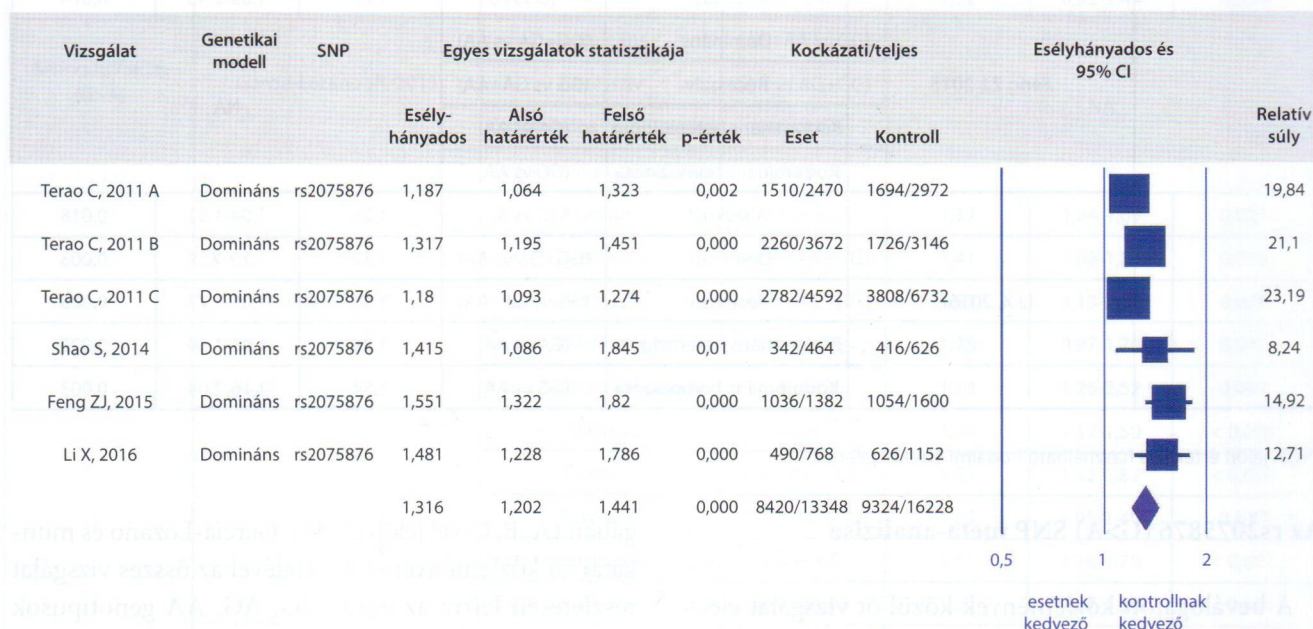 Vizsgálat Genetikai modell SNP Egyes vizsgálatok statisztikája Kockázati/teljes Esélyhányados és 95% CI
Esély-hányados Alsó határérték Felső határérték p-érték Eset Kontroll Relatív súly
Terao C, 2011 A Domináns rs2075876 1,187 1,064 1,323 0,002 1510/2470 1694/2972 19,84
Terao C, 2011 B Domináns rs2075876 1,317 1,195 1,451 0,000 2260/3672 1726/3146 21,1
Terao C, 2011 C Domináns rs2075876 1,18 1,093 1,274 0,000 2782/4592 3808/6732 23,19
Shao S, 2014 Domináns rs2075876 1,415 1,086 1,845 0,01 342/464 416/626 8,24
Feng ZJ, 2015 Domináns rs2075876 1,551 1,322 1,82 0,000 1036/1382 1054/1600 14,92
Li X, 2016 Domináns rs2075876 1,481 1,228 1,786 0,000 490/768 626/1152 12,71
1,316 1,202 1,441 0,000 8420/13348 9324/16228
0,5 1 2
esetnek kedvező kontrollnak kedvező